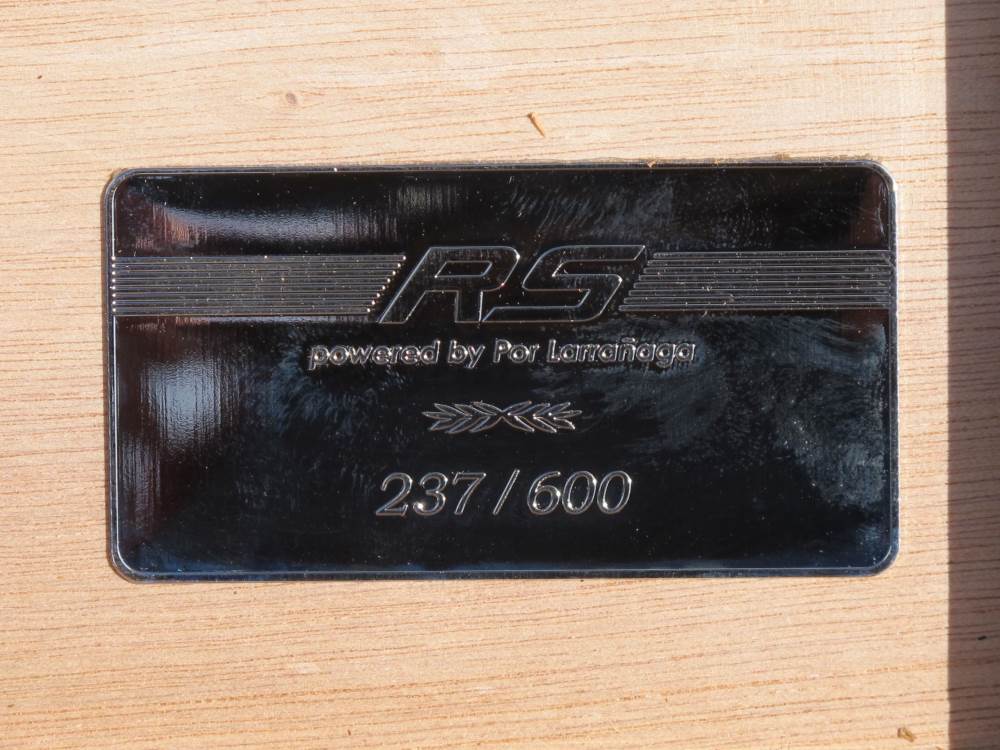 RS
powered by Por Larrañaga
237 / 600